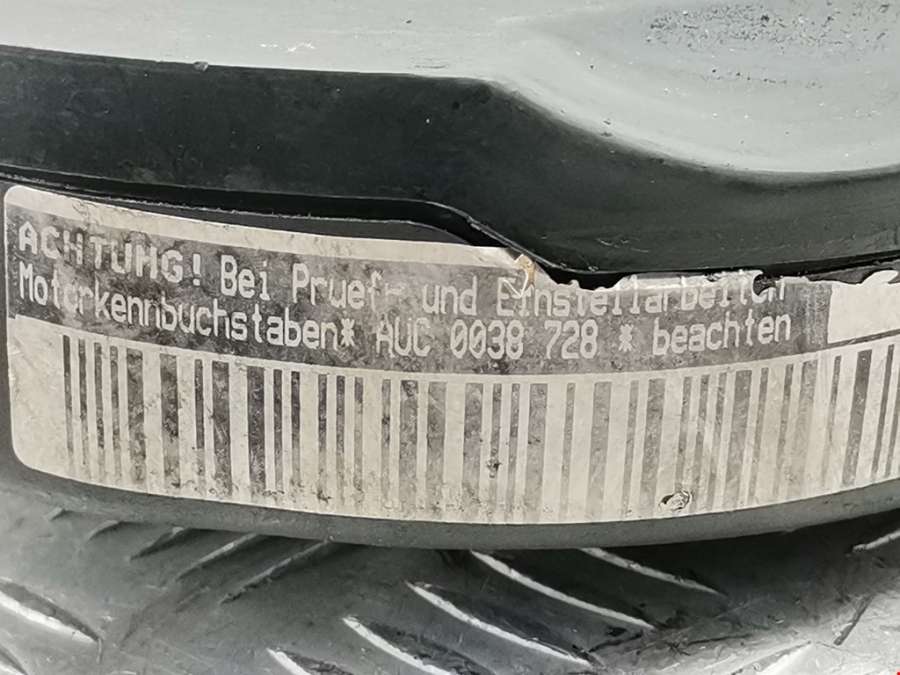 ACHTUNG! Bei Pruef- und Einstellarbeiten
Motorkennbuchstaben* AUC 0038 728 * beachten